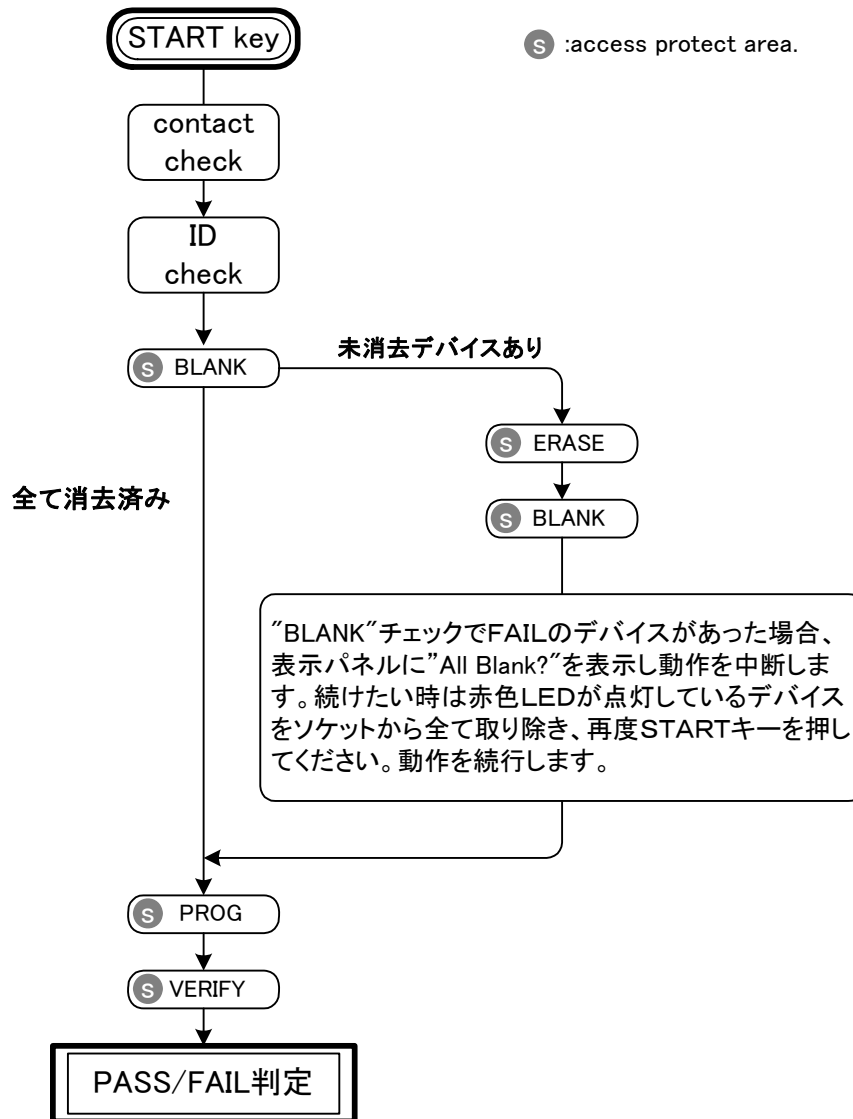 START key
s :access protect area.
contact
check
ID
check
s BLANK
未消去デバイスあり
s ERASE
全て消去済み
s BLANK
"BLANK"チェックでFAILのデバイスがあった場合、
表示パネルに"All Blank?"を表示し動作を中断しま
す。続けたい時は赤色LEDが点灯しているデバイス
をソケットから全て取り除き、再度STARTキーを押し
てください。動作を続行します。
s PROG
s VERIFY
PASS/FAIL判定